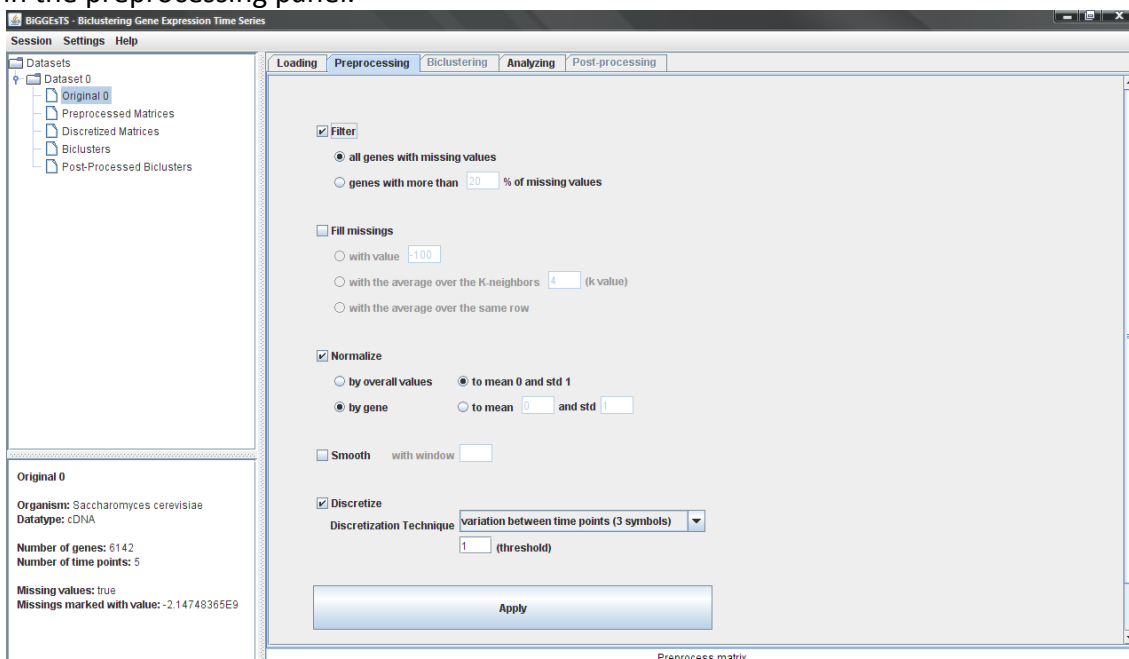 in the preprocessing panel.
BiGGEsTS - Biclustering Gene Expression Time Series
Session Settings Help
Datasets
Dataset 0
Original 0
Preprocessed Matrices
Discretized Matrices
Biclusters
Post-Processed Biclusters
Loading Preprocessing Biclustering Analyzing Post-processing
Filter
all genes with missing values
genes with more than 20 % of missing values
Fill missings
with value -100
with the average over the K-neighbors 4 (k value)
with the average over the same row
Normalize
by overall values to mean 0 and std 1
by gene to mean 0 and std 1
Smooth with window
Discretize
Discretization Technique variation between time points (3 symbols)
1 (threshold)
Apply
Original 0
Organism: Saccharomyces cerevisiae
Datatype: cDNA
Number of genes: 6142
Number of time points: 5
Missing values: true
Missings marked with value: -2.14748365E9
Preprocess matrix